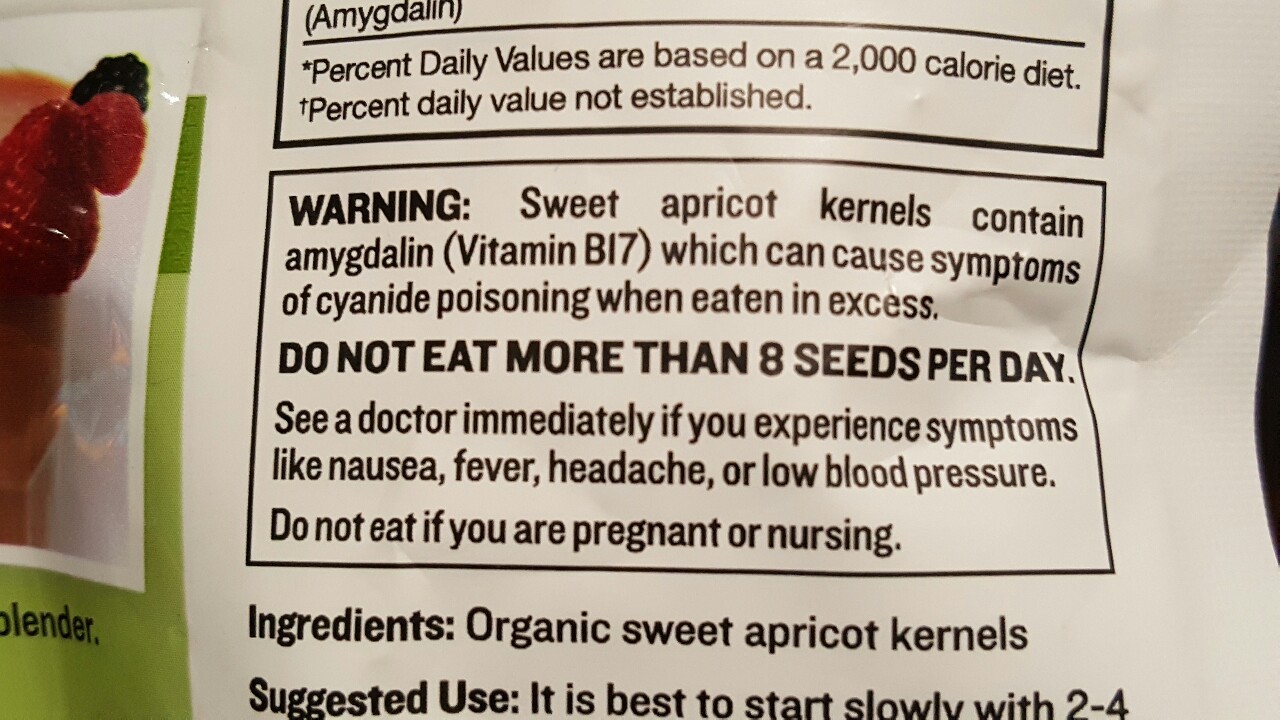 (Amygdalin)
*Percent Daily Values are based on a 2,000 calorie diet.
†Percent daily value not established.
WARNING: Sweet apricot kernels contain
amygdalin (Vitamin B17) which can cause symptoms
of cyanide poisoning when eaten in excess.
DO NOT EAT MORE THAN 8 SEEDS PER DAY.
See a doctor immediately if you experience symptoms
like nausea, fever, headache, or low blood pressure.
Do not eat if you are pregnant or nursing.
blender.
Ingredients: Organic sweet apricot kernels
Suggested Use: It is best to start slowly with 2-4